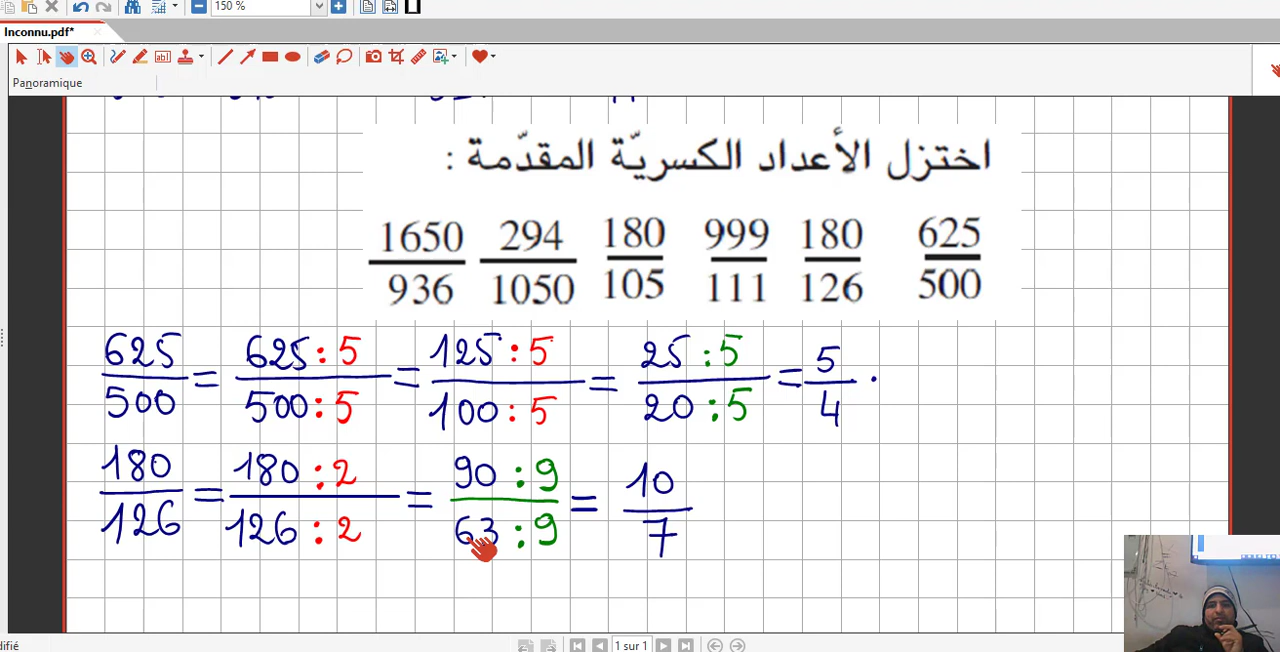 150 %
Inconnu.pdf*
Panoramique
اختزل الأعداد الكسريّة المقدّمة :
1650/936 294/1050 180/105 999/111 180/126 625/500
625/500 = 625:5/500:5 = 125:5/100:5 = 25:5/20:5 = 5/4 .
180/126 = 180:2/126:2 = 90:9/63:9 = 10/7
ifié
1 sur 1